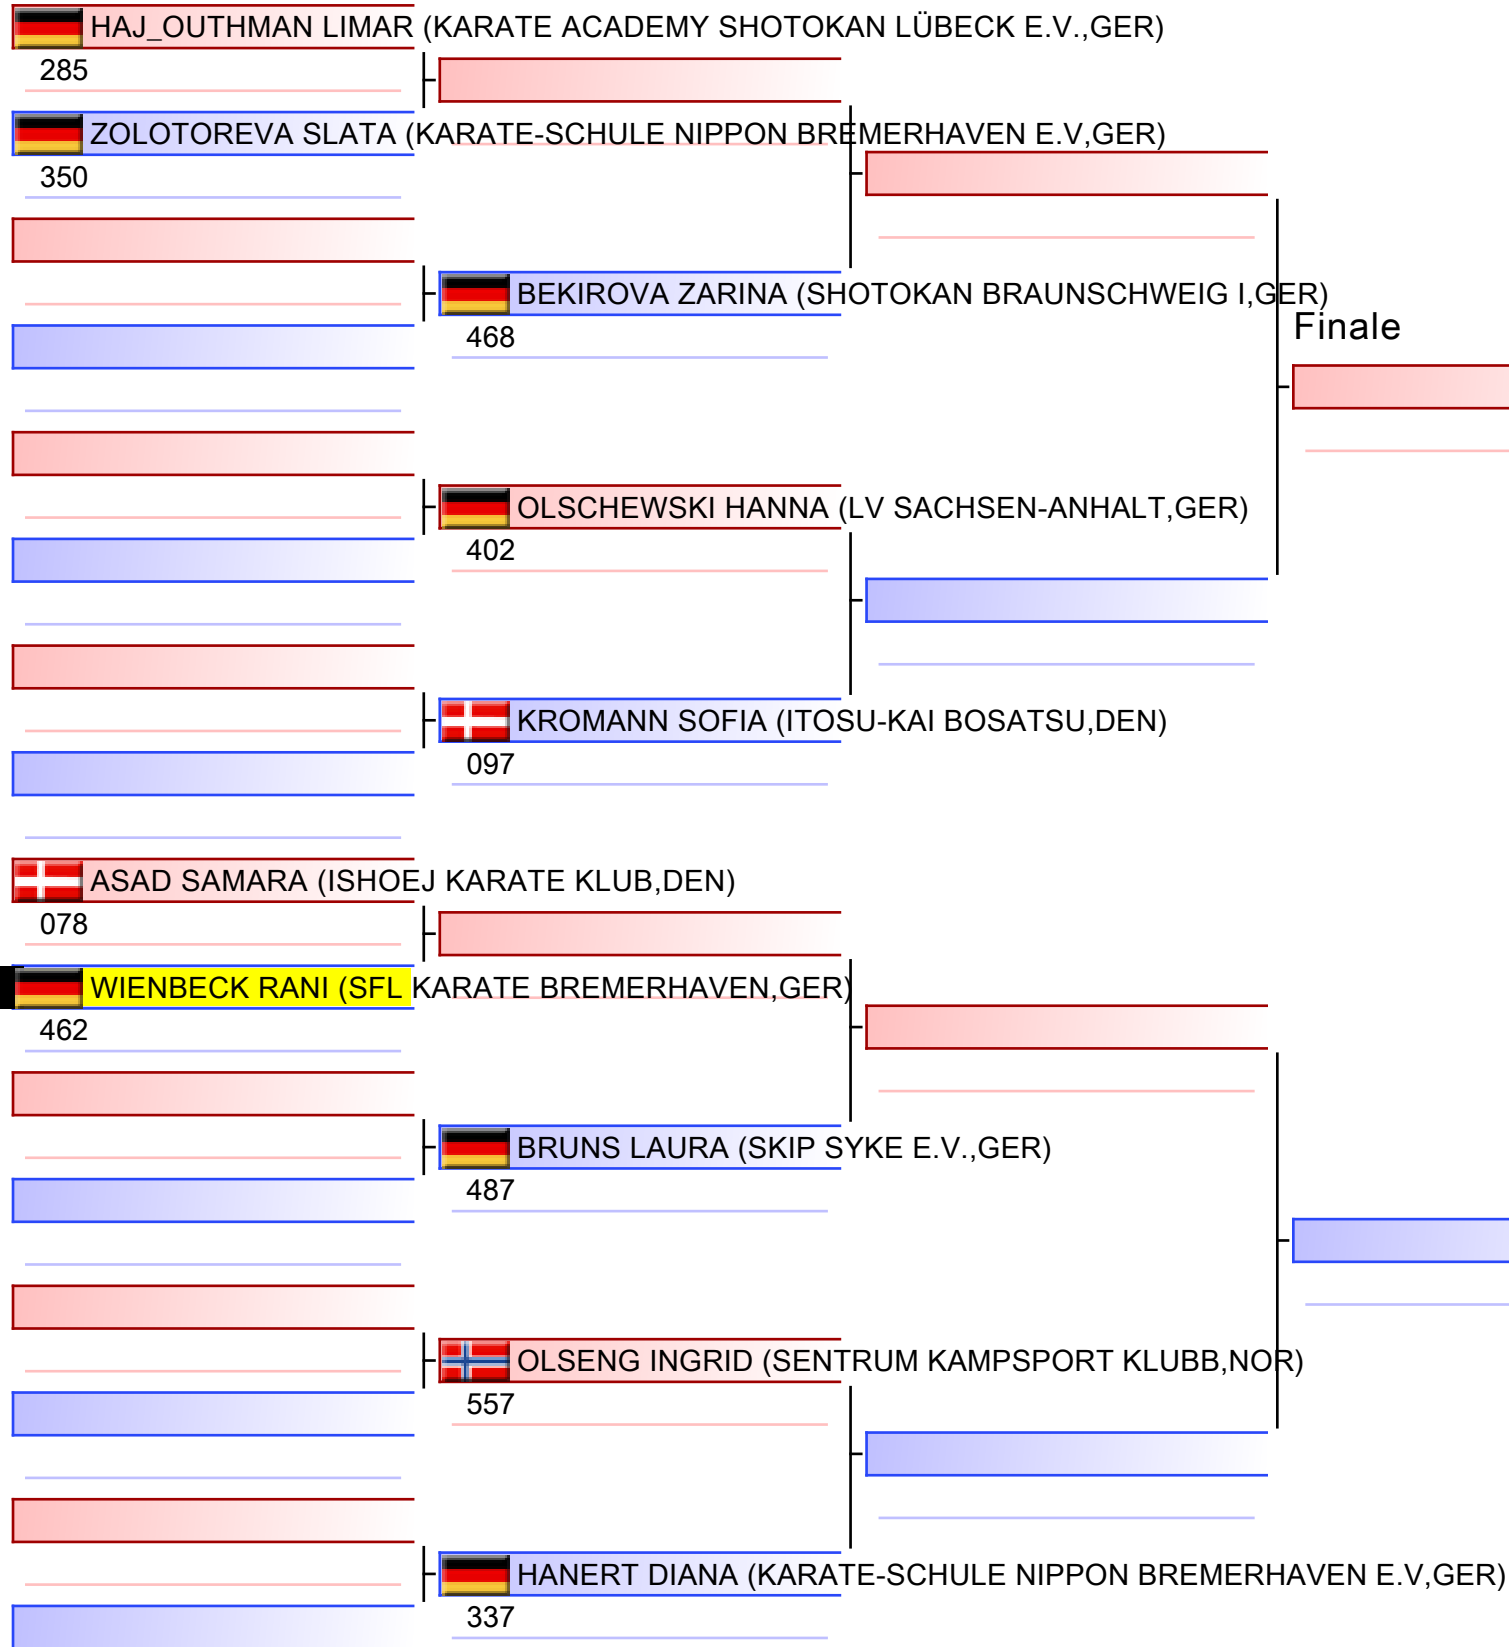 HAJ_OUTHMAN LIMAR (KARATE ACADEMY SHOTOKAN LÜBECK E.V.,GER)
285
ZOLOTOREVA SLATA (KARATE-SCHULE NIPPON BREMERHAVEN E.V,GER)
350
BEKIROVA ZARINA (SHOTOKAN BRAUNSCHWEIG I,GER)
468
Finale
OLSCHEWSKI HANNA (LV SACHSEN-ANHALT,GER)
402
KROMANN SOFIA (ITOSU-KAI BOSATSU,DEN)
097
ASAD SAMARA (ISHOEJ KARATE KLUB,DEN)
078
WIENBECK RANI (SFL KARATE BREMERHAVEN,GER)
462
BRUNS LAURA (SKIP SYKE E.V.,GER)
487
OLSENG INGRID (SENTRUM KAMPSPORT KLUBB,NOR)
557
HANERT DIANA (KARATE-SCHULE NIPPON BREMERHAVEN E.V,GER)
337